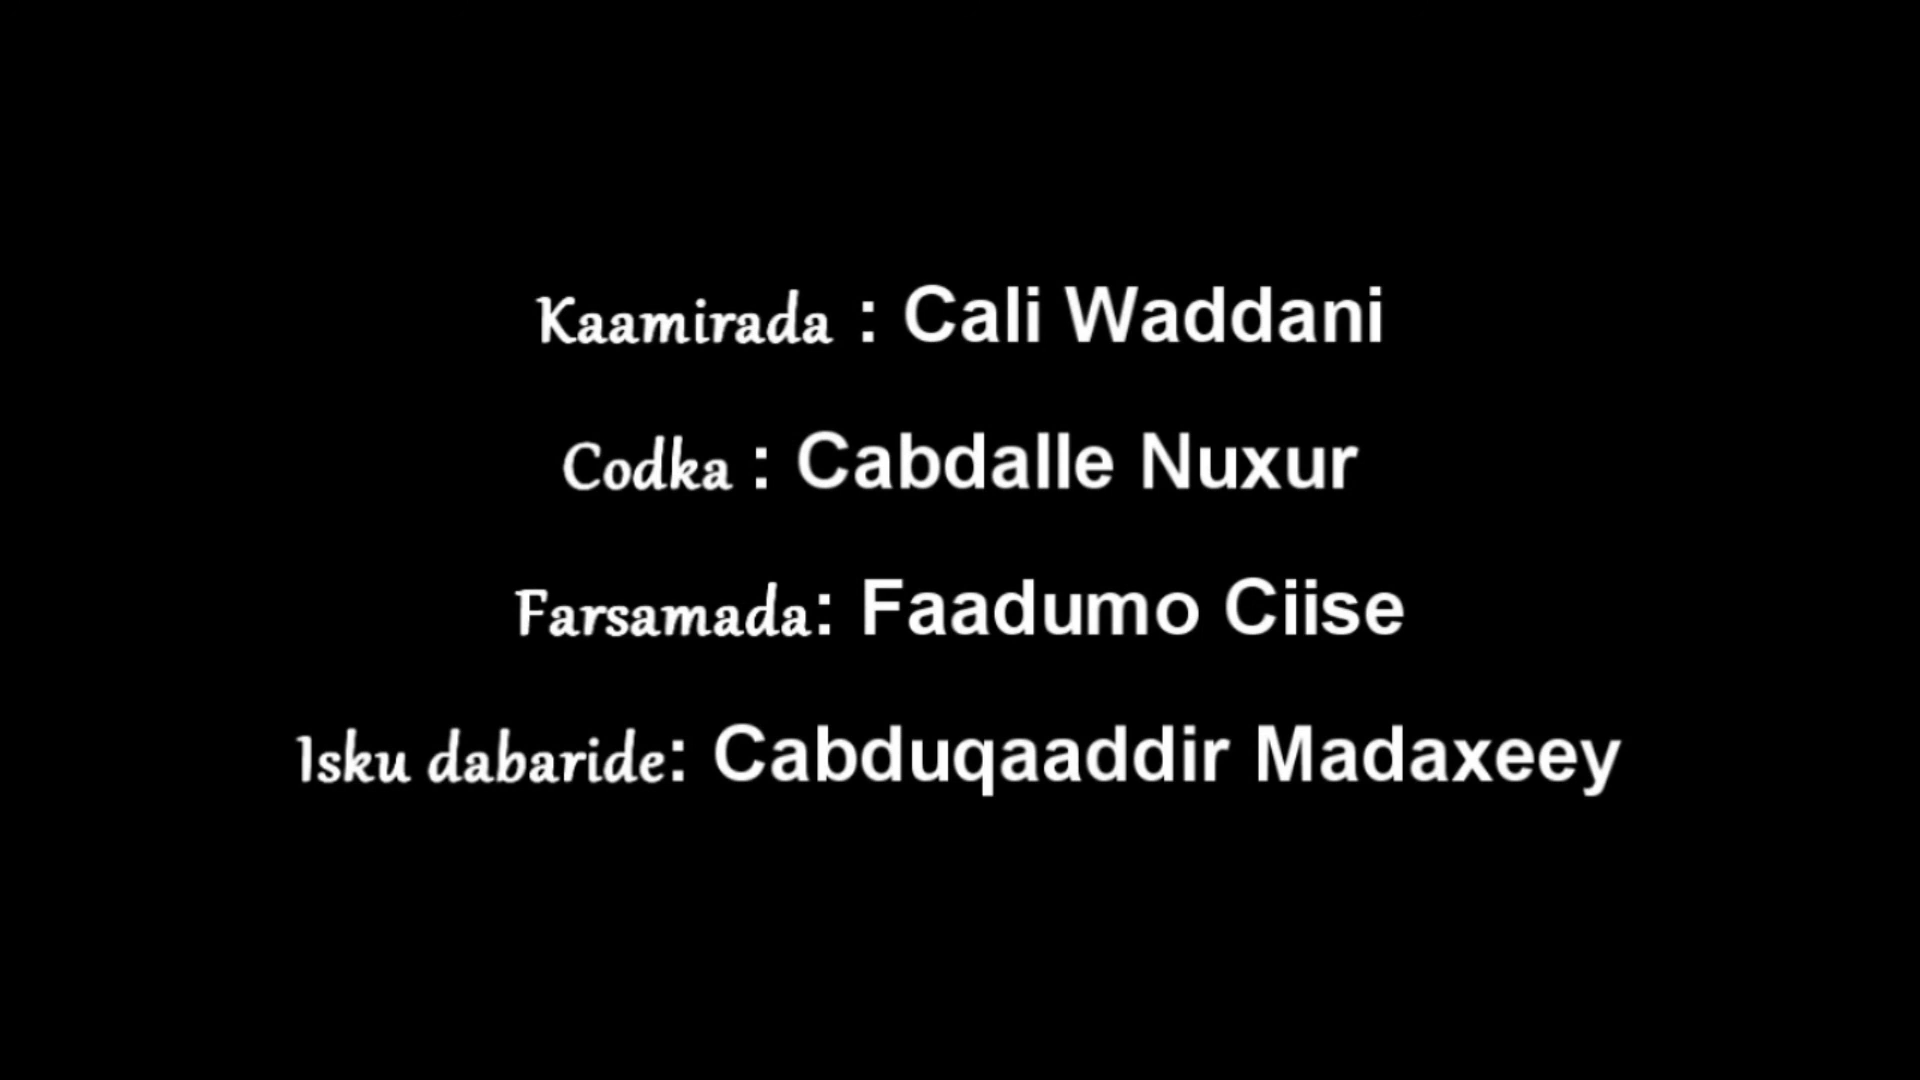 Kaamirada : Cali Waddani
Codka : Cabdalle Nuxur
Farsamada: Faadumo Ciise
Isku dabaride: Cabduqaaddir Madaxeey